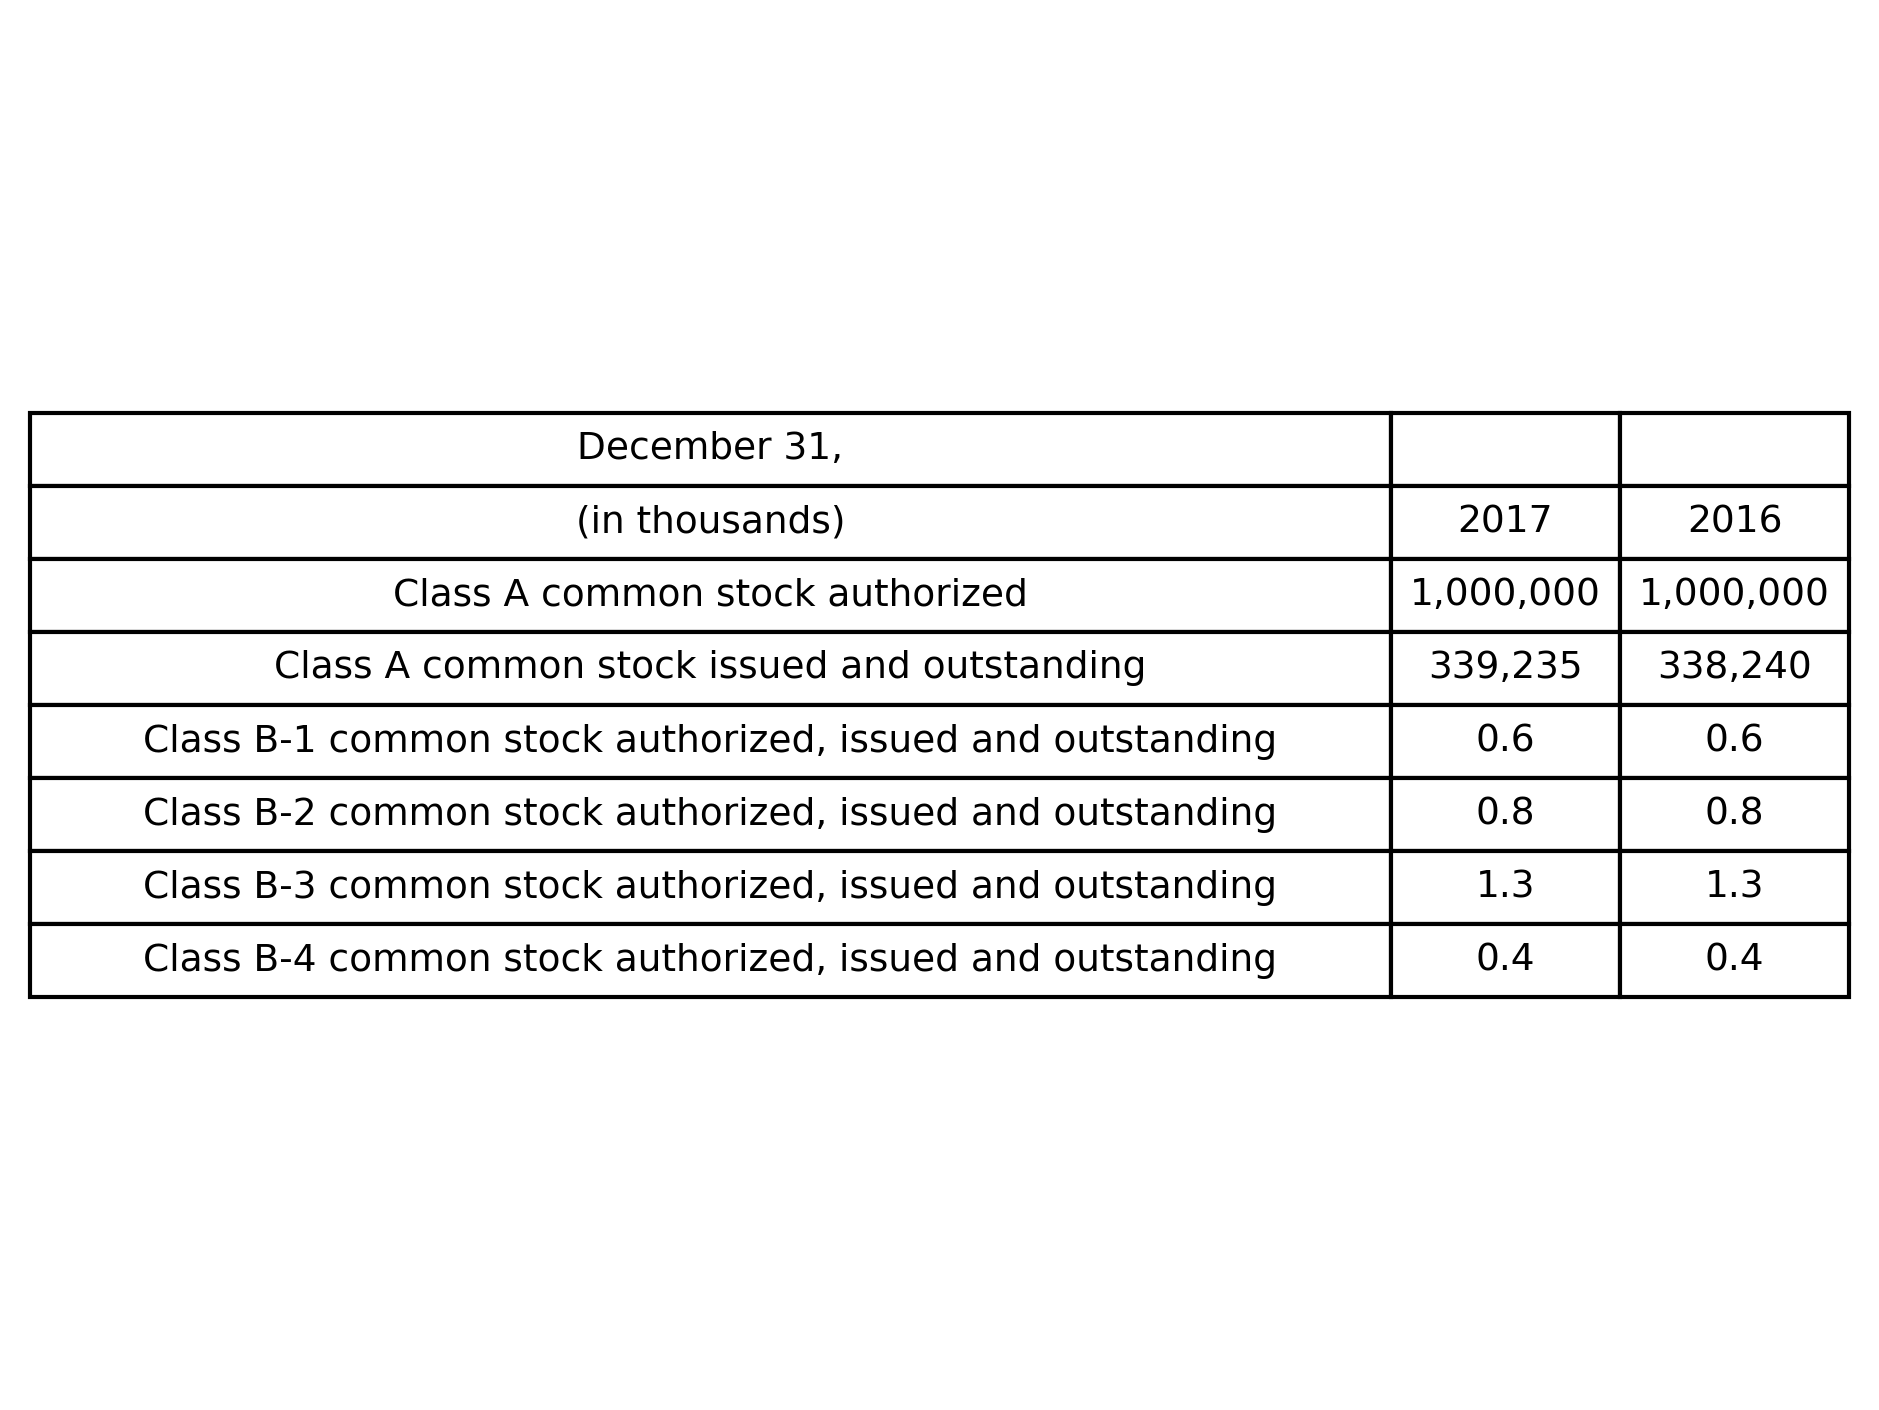 December 31,
(in thousands) 2017 2016
Class A common stock authorized 1,000,000 1,000,000
Class A common stock issued and outstanding 339,235 338,240
Class B-1 common stock authorized, issued and outstanding 0.6 0.6
Class B-2 common stock authorized, issued and outstanding 0.8 0.8
Class B-3 common stock authorized, issued and outstanding 1.3 1.3
Class B-4 common stock authorized, issued and outstanding 0.4 0.4